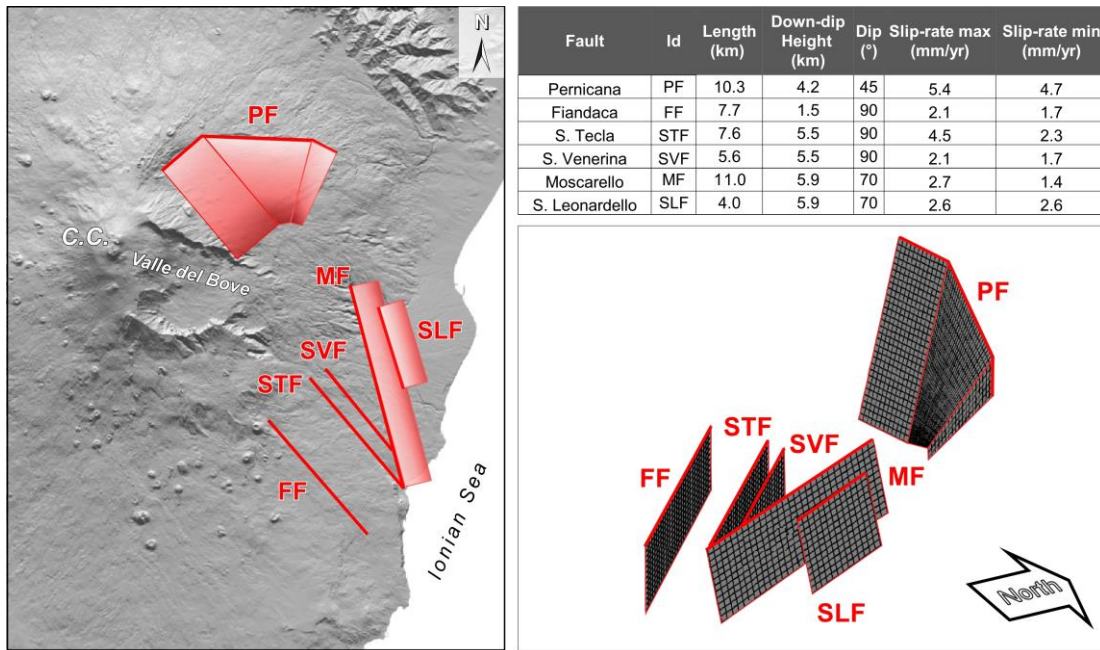 N
PF
C.C.
Valle del Bove
MF
SLF
SVF
STF
FF
Ionian Sea
Fault Id Length (km) Down-dip Height (km) Dip (°) Slip-rate max (mm/yr) Slip-rate min (mm/yr)
Pernicana PF 10.3 4.2 45 5.4 4.7
Fiandaca FF 7.7 1.5 90 2.1 1.7
S. Tecla STF 7.6 5.5 90 4.5 2.3
S. Venerina SVF 5.6 5.5 90 2.1 1.7
Moscarello MF 11.0 5.9 70 2.7 1.4
S. Leonardello SLF 4.0 5.9 70 2.6 2.6
PF
STF
SVF
FF
MF
SLF
North